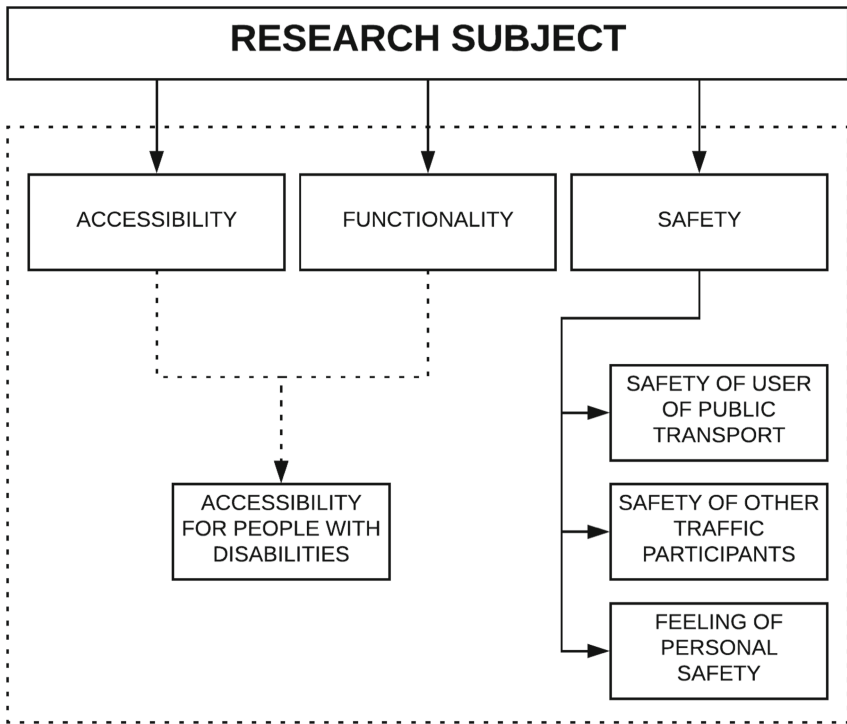 RESEARCH SUBJECT
ACCESSIBILITY
FUNCTIONALITY
SAFETY
SAFETY OF USER
OF PUBLIC
TRANSPORT
ACCESSIBILITY
FOR PEOPLE WITH
DISABILITIES
SAFETY OF OTHER
TRAFFIC
PARTICIPANTS
FEELING OF
PERSONAL
SAFETY